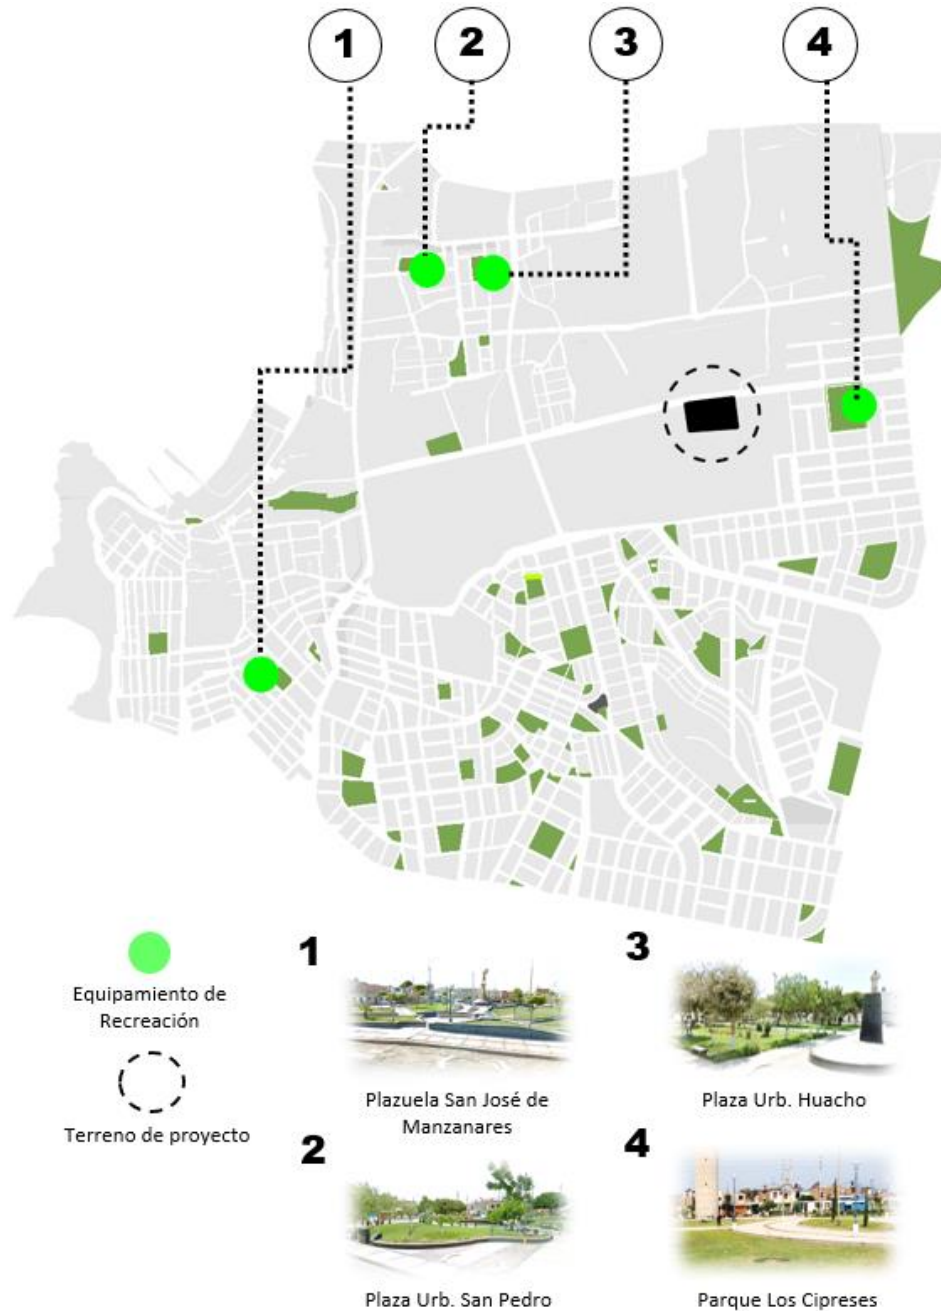 1
2
3
4
Equipamiento de
Recreación
Terreno de proyecto
1
Plazuela San José de
Manzanares
2
Plaza Urb. San Pedro
3
Plaza Urb. Huacho
4
Parque Los Cipreses